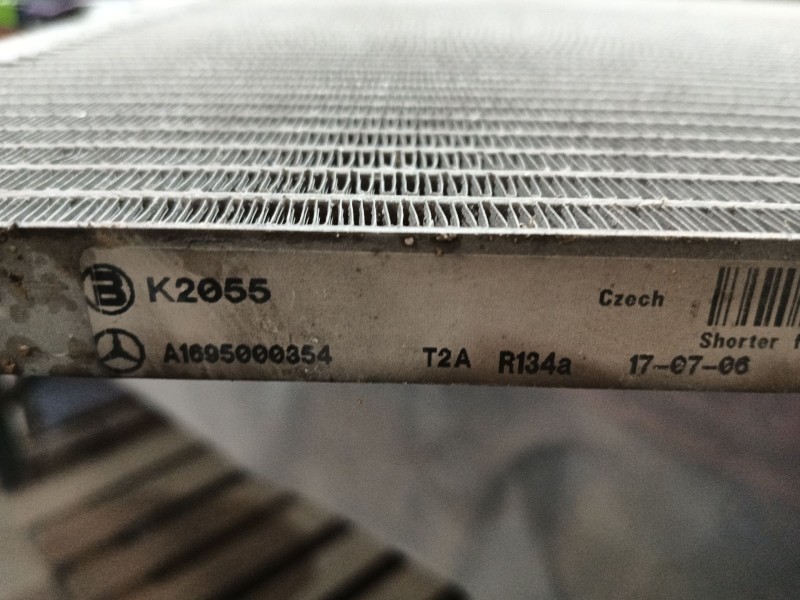 B K2055 Czech
Shorter f
A1695000354 T2A R134a 17-07-06